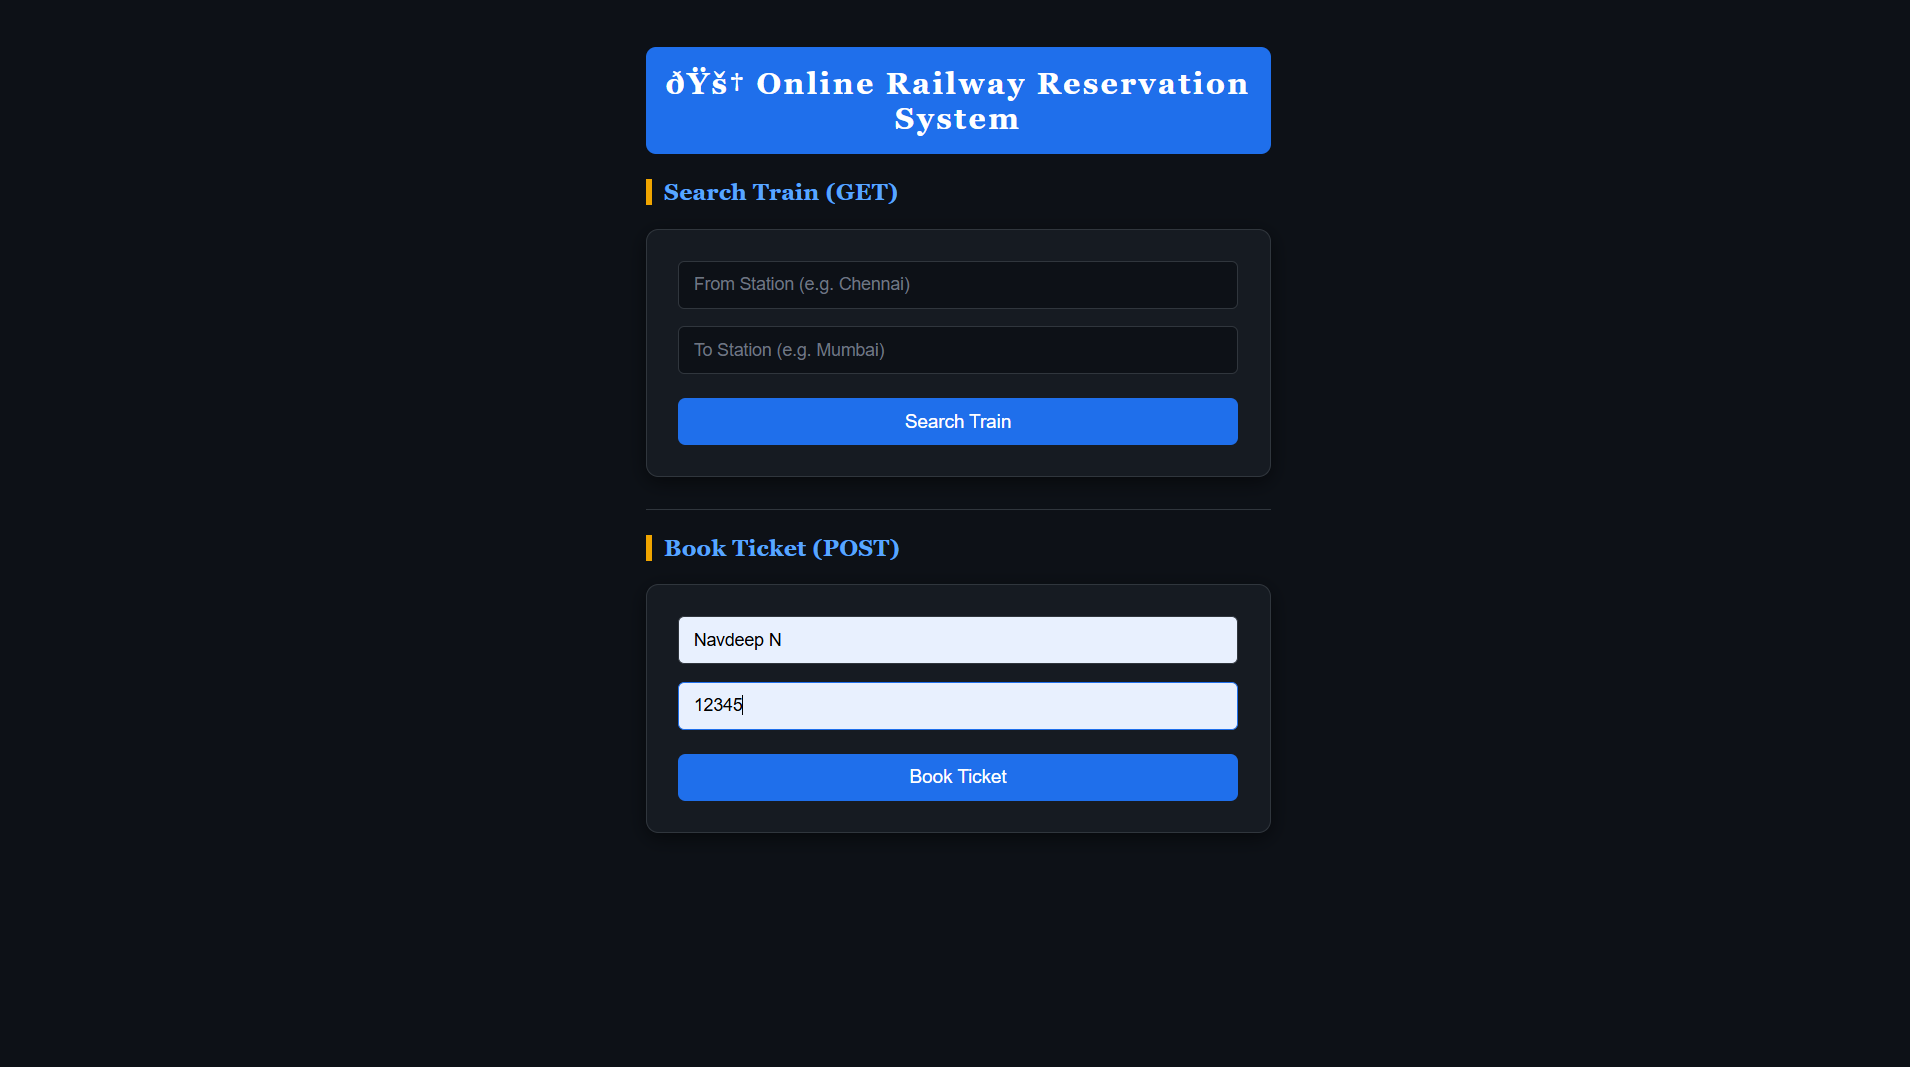 ðŸš† Online Railway Reservation
System
Search Train (GET)
From Station (e.g. Chennai)
To Station (e.g. Mumbai)
Search Train
Book Ticket (POST)
Navdeep N
12345
Book Ticket